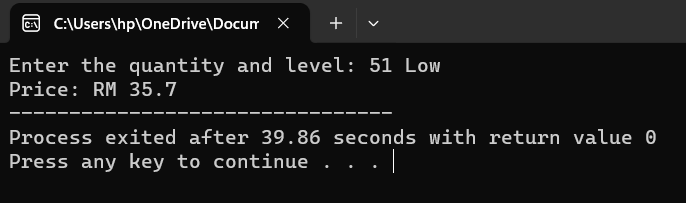 C:\Users\hp\OneDrive\Docum
Enter the quantity and level: 51 Low
Price: RM 35.7
--------------------------------
Process exited after 39.86 seconds with return value 0
Press any key to continue . . .